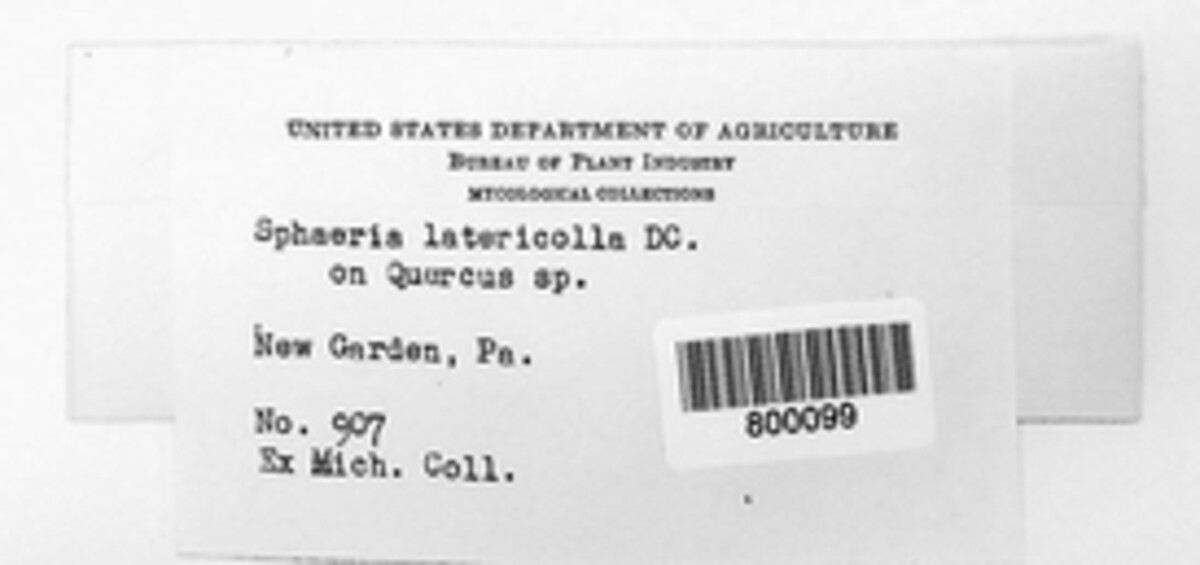 UNITED STATES DEPARTMENT OF AGRICULTURE
BUREAU OF PLANT INDUSTRY
MYCOLOGICAL COLLECTIONS
Sphaeria latericolla DC.
on Quercus sp.
New Garden, Pa.
No. 907
Ex Mich. Coll.
800099